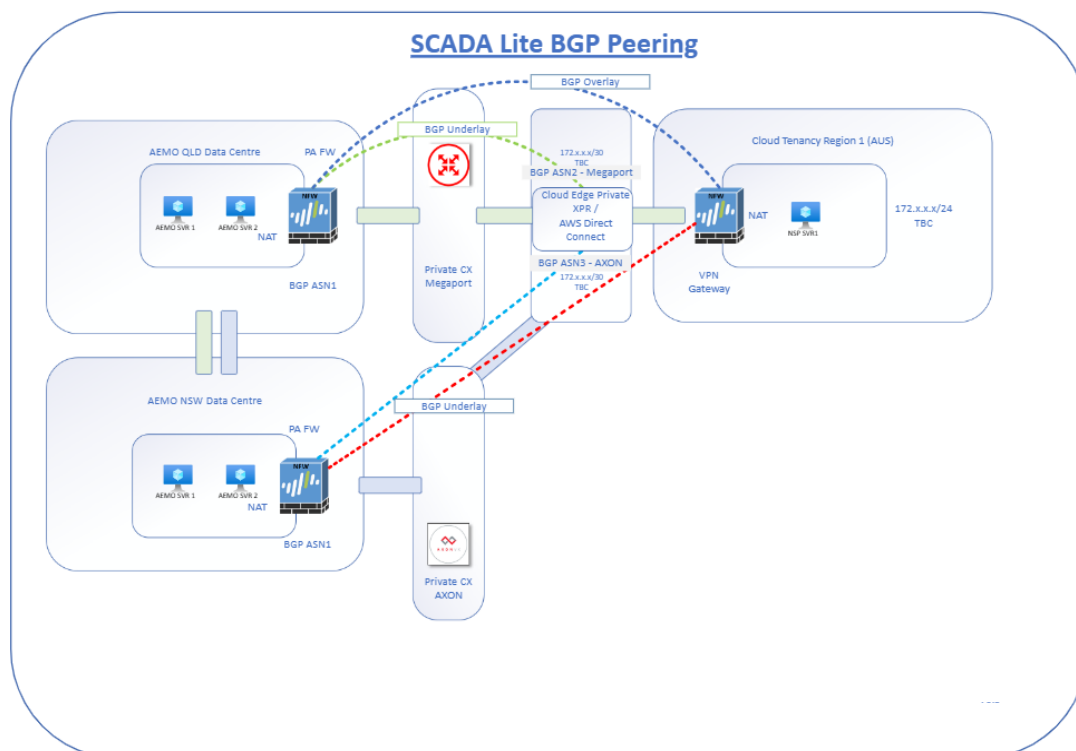 SCADA Lite BGP Peering
BGP Overlay
BGP Underlay
AEMO QLD Data Centre
PA FW
NFW
AEMO SVR 1
AEMO SVR 2
NAT
BGP ASN1
Private CX
Megaport
172.x.x.x/30
TBC
BGP ASN2 - Megaport
Cloud Edge Private
XPR /
AWS Direct
Connect
BGP ASN3 - AXON
172.x.x.x/30
TBC
Cloud Tenancy Region 1 (AUS)
NFW
NAT
NSP SVR1
172.x.x.x/24
TBC
VPN
Gateway
AEMO NSW Data Centre
PA FW
NFW
AEMO SVR 1
AEMO SVR 2
NAT
BGP ASN1
BGP Underlay
Private CX
AXON